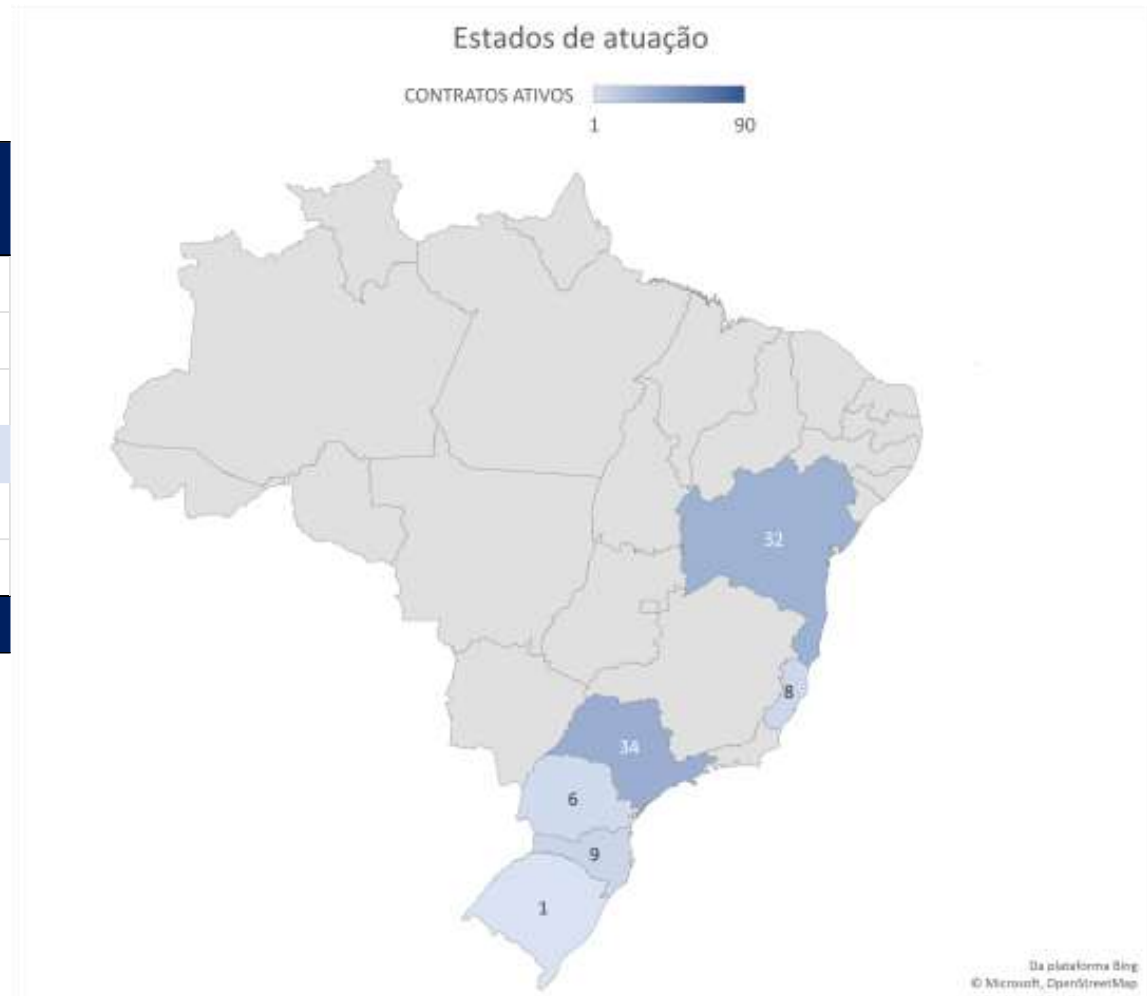 Estados de atuação
CONTRATOS ATIVOS
1 90
32
8
34
6
9
1
Da plataforma Bing
© Microsoft, OpenStreetMap